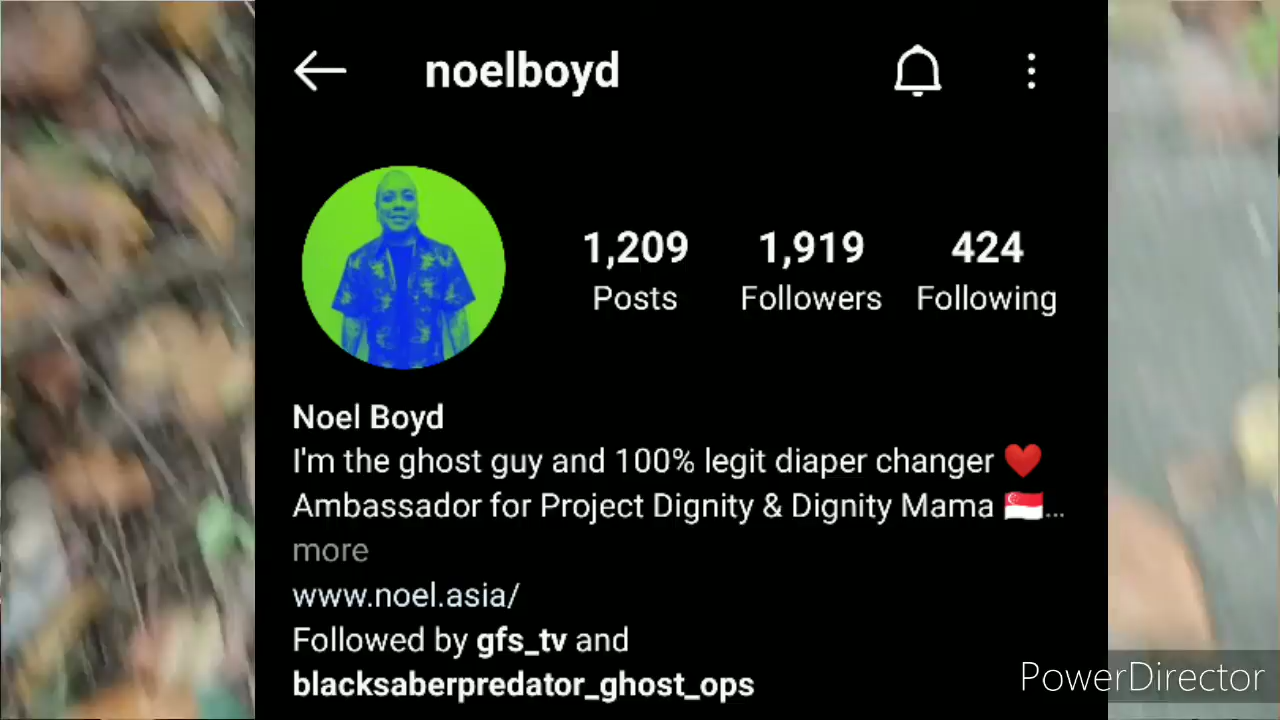 noelboyd
1,209 1,919 424
Posts Followers Following
Noel Boyd
I'm the ghost guy and 100% legit diaper changer ❤️
Ambassador for Project Dignity & Dignity Mama 🇸🇬...
more
www.noel.asia/
Followed by gfs_tv and
blacksaberpredator_ghost_ops
PowerDirector